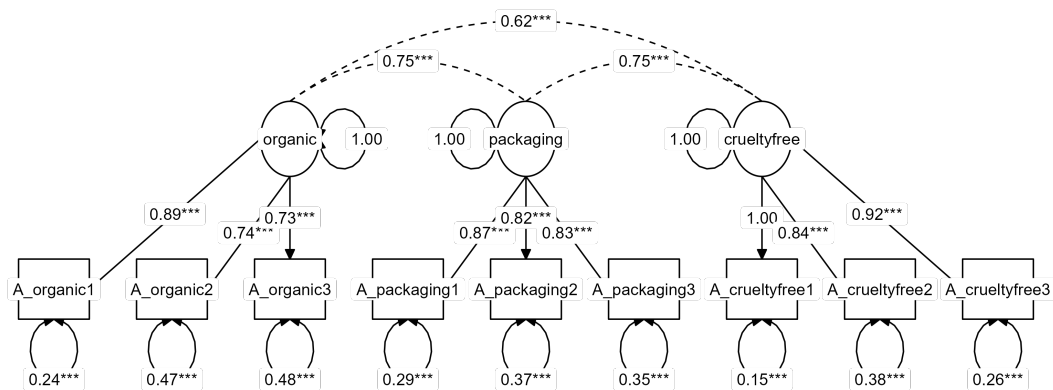 0.62***
0.75***
0.75***
organic
1.00
1.00
packaging
1.00
crueltyfree
0.89***
0.74***
0.73***
0.87***
0.82***
0.83***
1.00
0.84***
0.92***
A_organic1
A_organic2
A_organic3
A_packaging1
A_packaging2
A_packaging3
A_crueltyfree1
A_crueltyfree2
A_crueltyfree3
0.24***
0.47***
0.48***
0.29***
0.37***
0.35***
0.15***
0.38***
0.26***